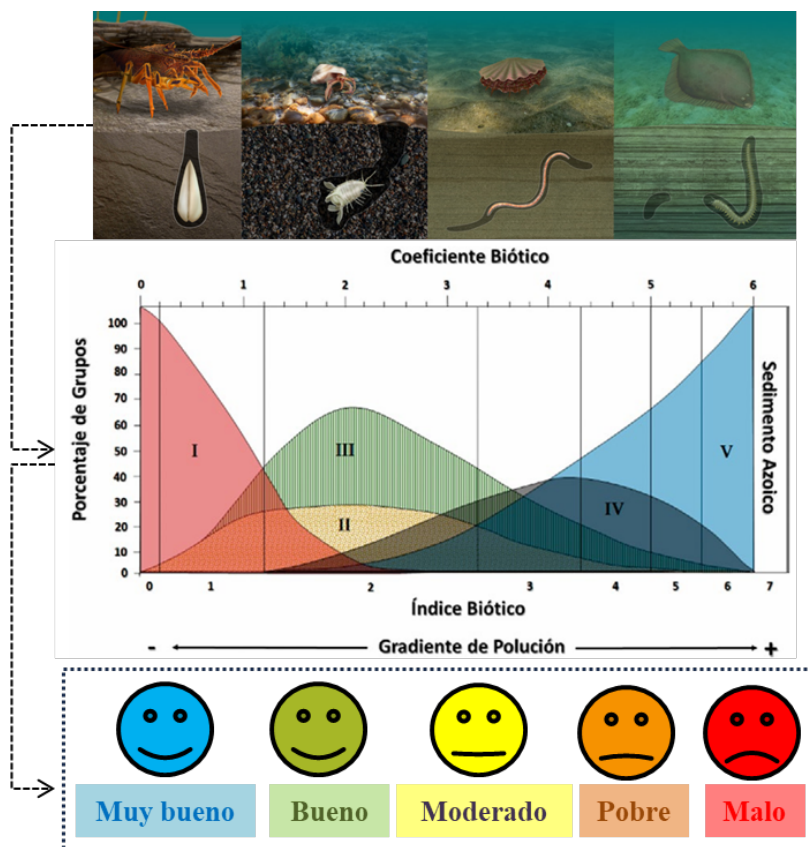 Coeficiente Biótico
0 1 2 3 4 5 6
Porcentaje de Grupos
100
90
80
70
60
50
40
30
20
10
0
I
III
II
IV
V
Sedimento Azoico
0 1 2 3 4 5 6 7
Índice Biótico
- Gradiente de Polución +
Muy bueno
Bueno
Moderado
Pobre
Malo